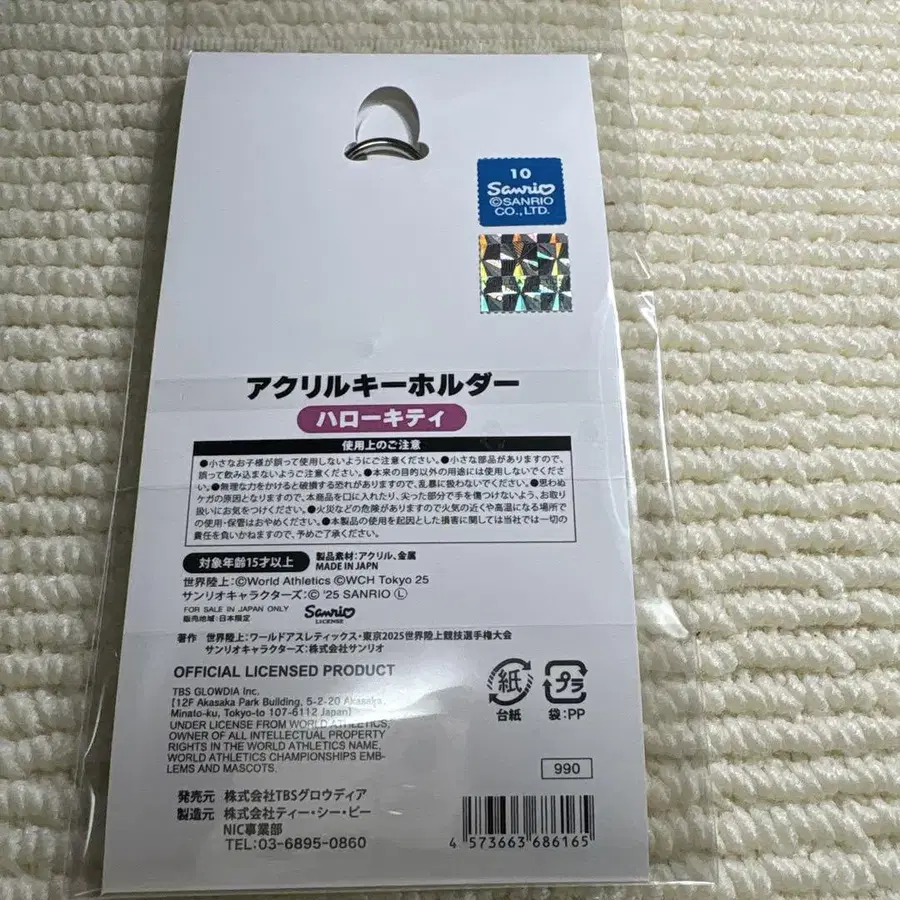 10
Sanrio
©SANRIO
CO.,LTD.
アクリルキーホルダー
ハローキティ
使用上のご注意
●小さなお子様が誤って使用しないようにご注意ください。●小さな部品がありますので、
誤って飲み込まないようご注意ください。●本来の目的以外の用途には使用しないでくださ
い。●無理な力をかけると破損する恐れがありますので、乱暴に扱わないでください。●思わぬ
ケガの原因となりますので、本商品を口に入れたり、尖った部分で手を傷つけないよう、お取り
扱いにお気をつけください。●火災などの危険がありますので火気の近くや高温になる場所で
の使用・保管はおやめください。●本製品の使用を起因とした損害に関しては当社では一切の
責任を負いかねますので、予めご了承ください。
対象年齢15才以上
製品素材:アクリル、金属
MADE IN JAPN
世界陸上:©World Athletics ©WCH Tokyo 25
サンリオキャラクターズ:© '25 SANRIO Ⓛ
FOR SALE IN JAPAN ONLY
販売地域:日本限定
Sanrio
LICENSE
著作 世界陸上:ワールドアスレティックス・東京2025世界陸上競技選手権大会
サンリオキャラクターズ:株式会社サンリオ
OFFICIAL LICENSED PRODUCT
TBS GLOWDIA Inc.
[12F Akasaka Park Building, 5-2-20 Akasaka,
Minato-ku, Tokyo-to 107-6112 Japan]
UNDER LICENSE FROM WORLD ATHLETICS,
OWNER OF ALL INTELLECTUAL PROPERTY
RIGHTS IN THE WORLD ATHLETICS NAME,
WORLD ATHLETICS CHAMPIONSHIPS EMB-
LEMS AND MASCOTS.
紙
台紙
プラ
袋:PP
990
発売元 株式会社TBSグロウディア
製造元 株式会社ティー・シー・ピー
NIC事業部
TEL:03-6895-0860
4 573663 686165